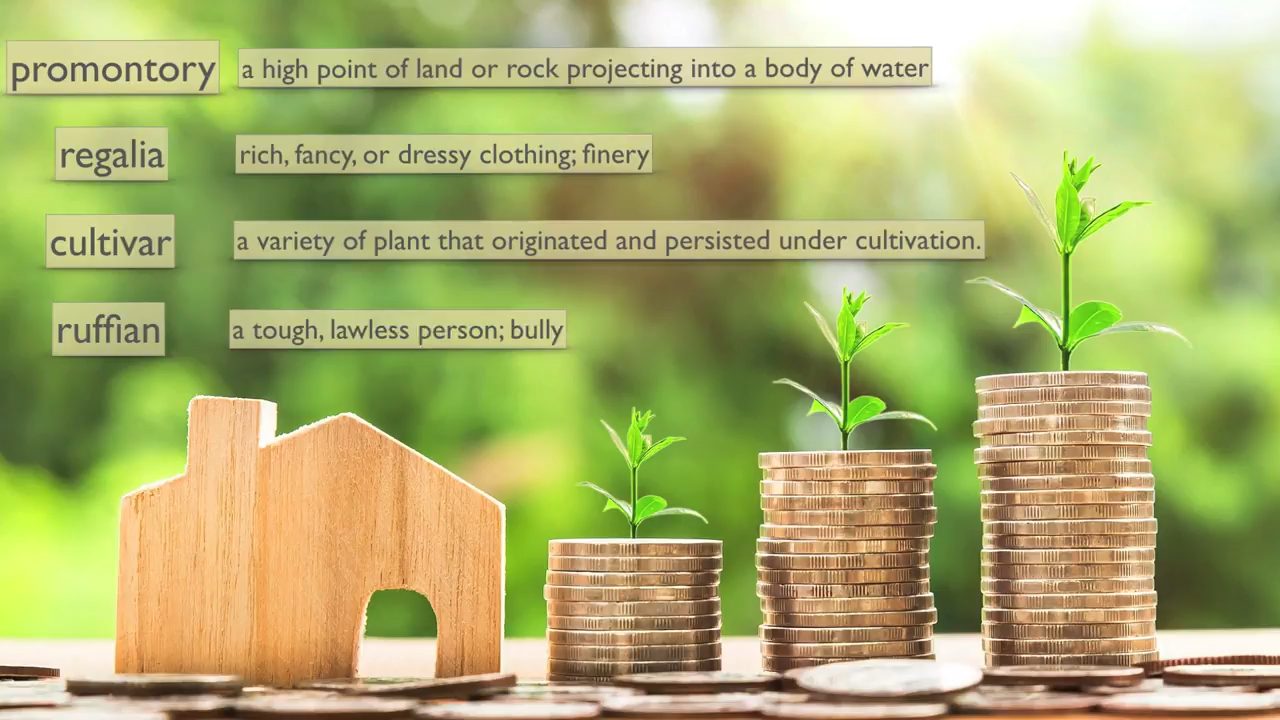 promontory a high point of land or rock projecting into a body of water
regalia rich, fancy, or dressy clothing; finery
cultivar a variety of plant that originated and persisted under cultivation.
ruffian a tough, lawless person; bully